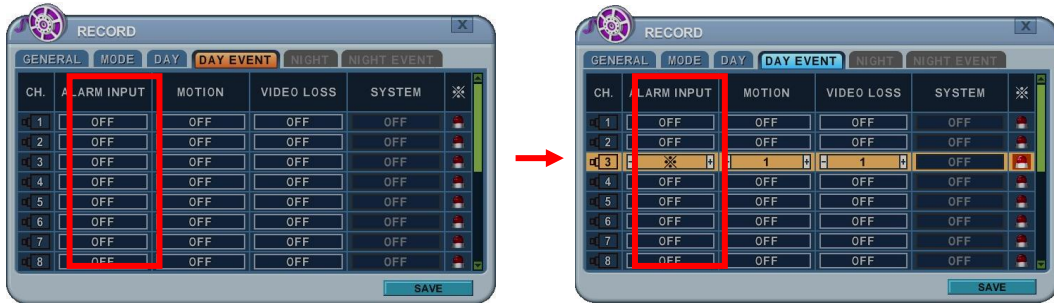 RECORD X
GENERAL MODE DAY DAY EVENT NIGHT NIGHT EVENT
CH. ALARM INPUT MOTION VIDEO LOSS SYSTEM ※
1 OFF OFF OFF OFF
2 OFF OFF OFF OFF
3 OFF OFF OFF OFF
4 OFF OFF OFF OFF
5 OFF OFF OFF OFF
6 OFF OFF OFF OFF
7 OFF OFF OFF OFF
8 OFF OFF OFF OFF
SAVE
RECORD X
GENERAL MODE DAY DAY EVENT NIGHT NIGHT EVENT
CH. ALARM INPUT MOTION VIDEO LOSS SYSTEM ※
1 OFF OFF OFF OFF
2 OFF OFF OFF OFF
3 - ※ + - 1 + - 1 + OFF
4 OFF OFF OFF OFF
5 OFF OFF OFF OFF
6 OFF OFF OFF OFF
7 OFF OFF OFF OFF
8 OFF OFF OFF OFF
SAVE